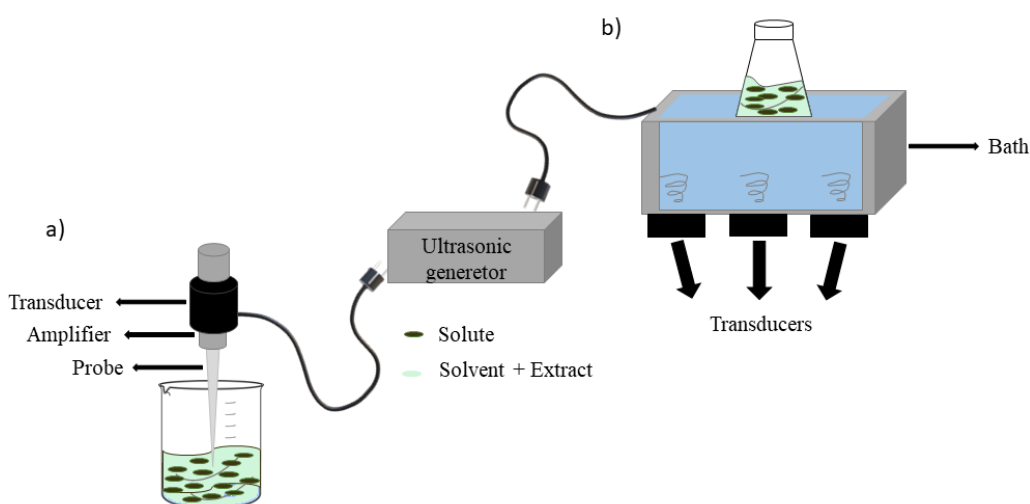 a)
Transducer
Amplifier
Probe
Ultrasonic
generetor
Solute
Solvent + Extract
b)
Bath
Transducers